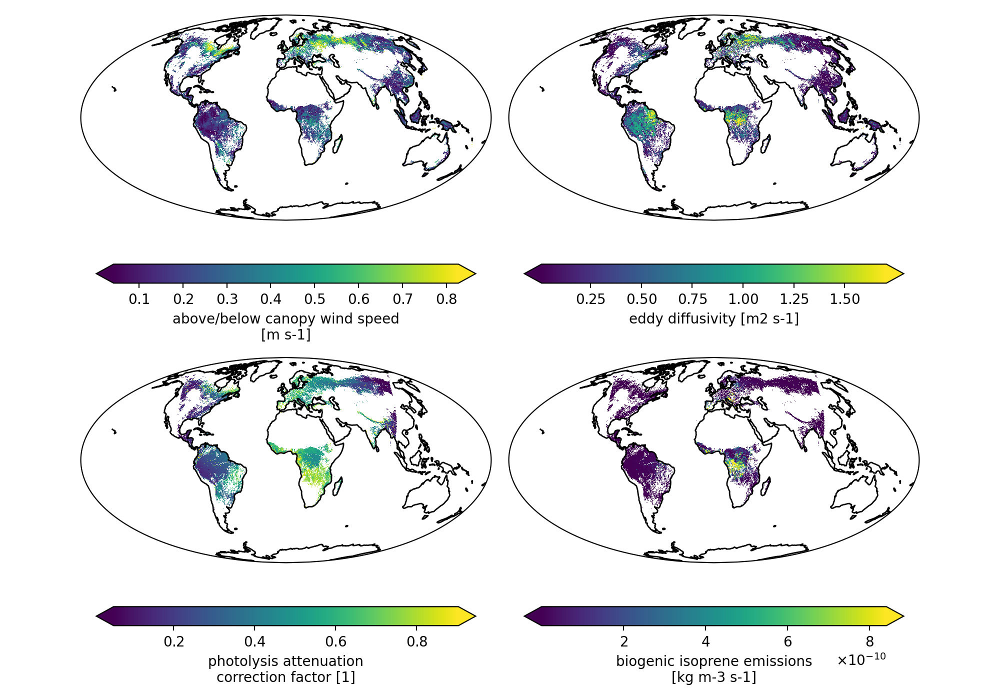 0.1 0.2 0.3 0.4 0.5 0.6 0.7 0.8
above/below canopy wind speed
[m s-1]
0.25 0.50 0.75 1.00 1.25 1.50
eddy diffusivity [m2 s-1]
0.2 0.4 0.6 0.8
photolysis attenuation
correction factor [1]
2 4 6 8
biogenic isoprene emissions ×10⁻¹⁰
[kg m-3 s-1]